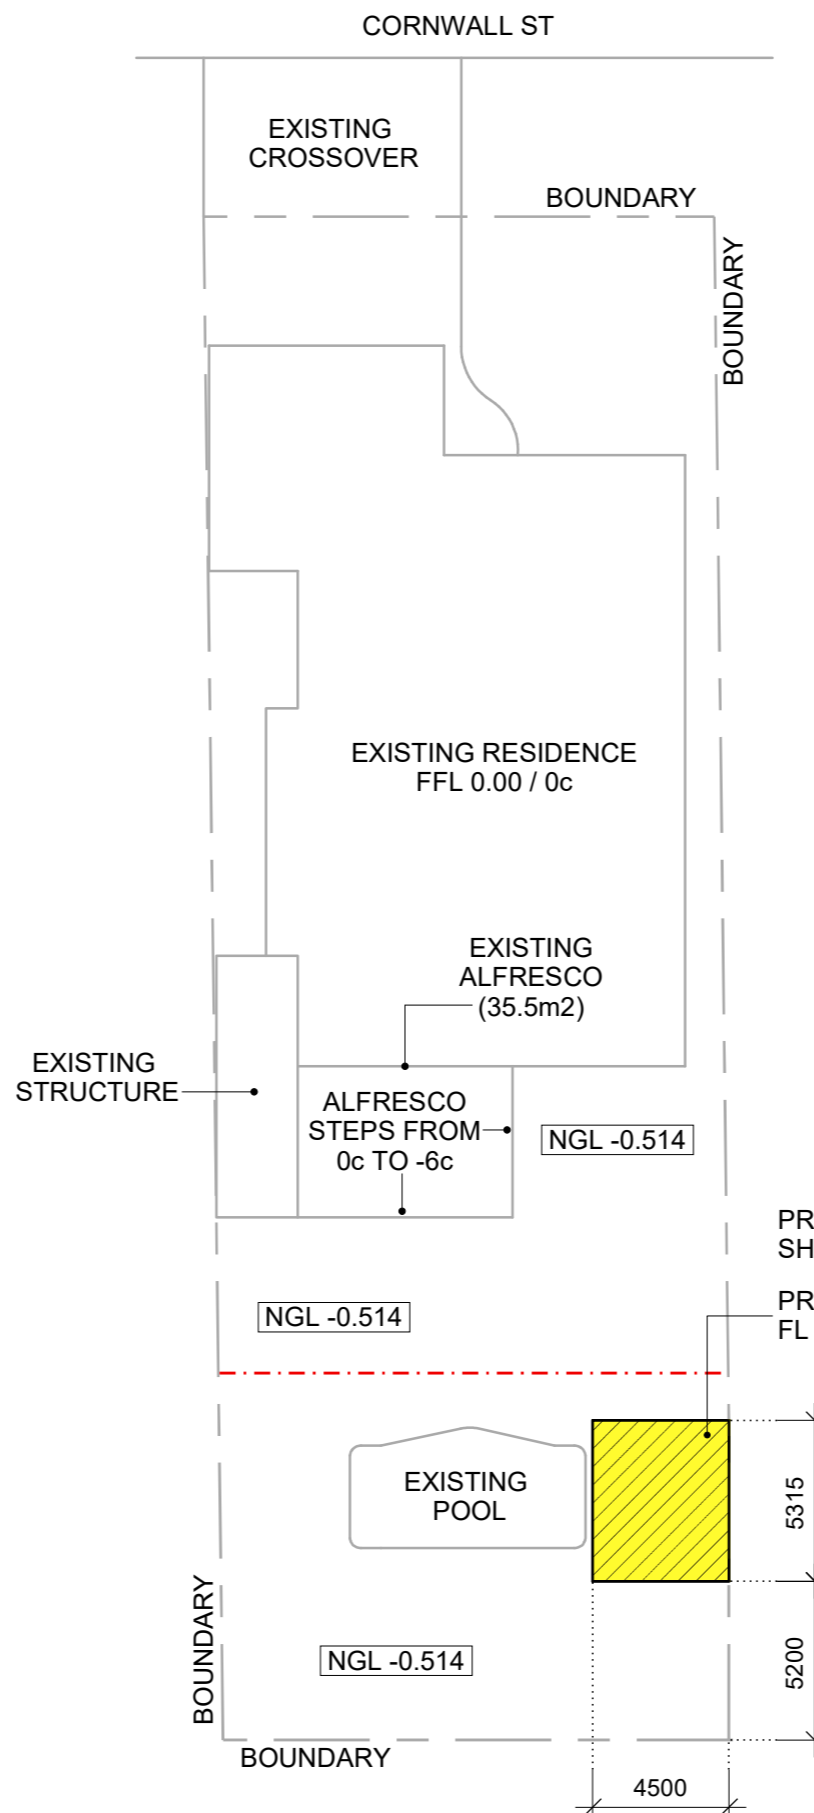 CORNWALL ST
EXISTING
CROSSOVER
BOUNDARY
BOUNDARY
EXISTING RESIDENCE
FFL 0.00 / 0c
EXISTING
ALFRESCO
(35.5m2)
EXISTING
STRUCTURE
ALFRESCO
STEPS FROM
0c TO -6c
NGL -0.514
PR
SH
NGL -0.514
PR
FL
EXISTING
POOL
5315
BOUNDARY
NGL -0.514
5200
BOUNDARY
4500